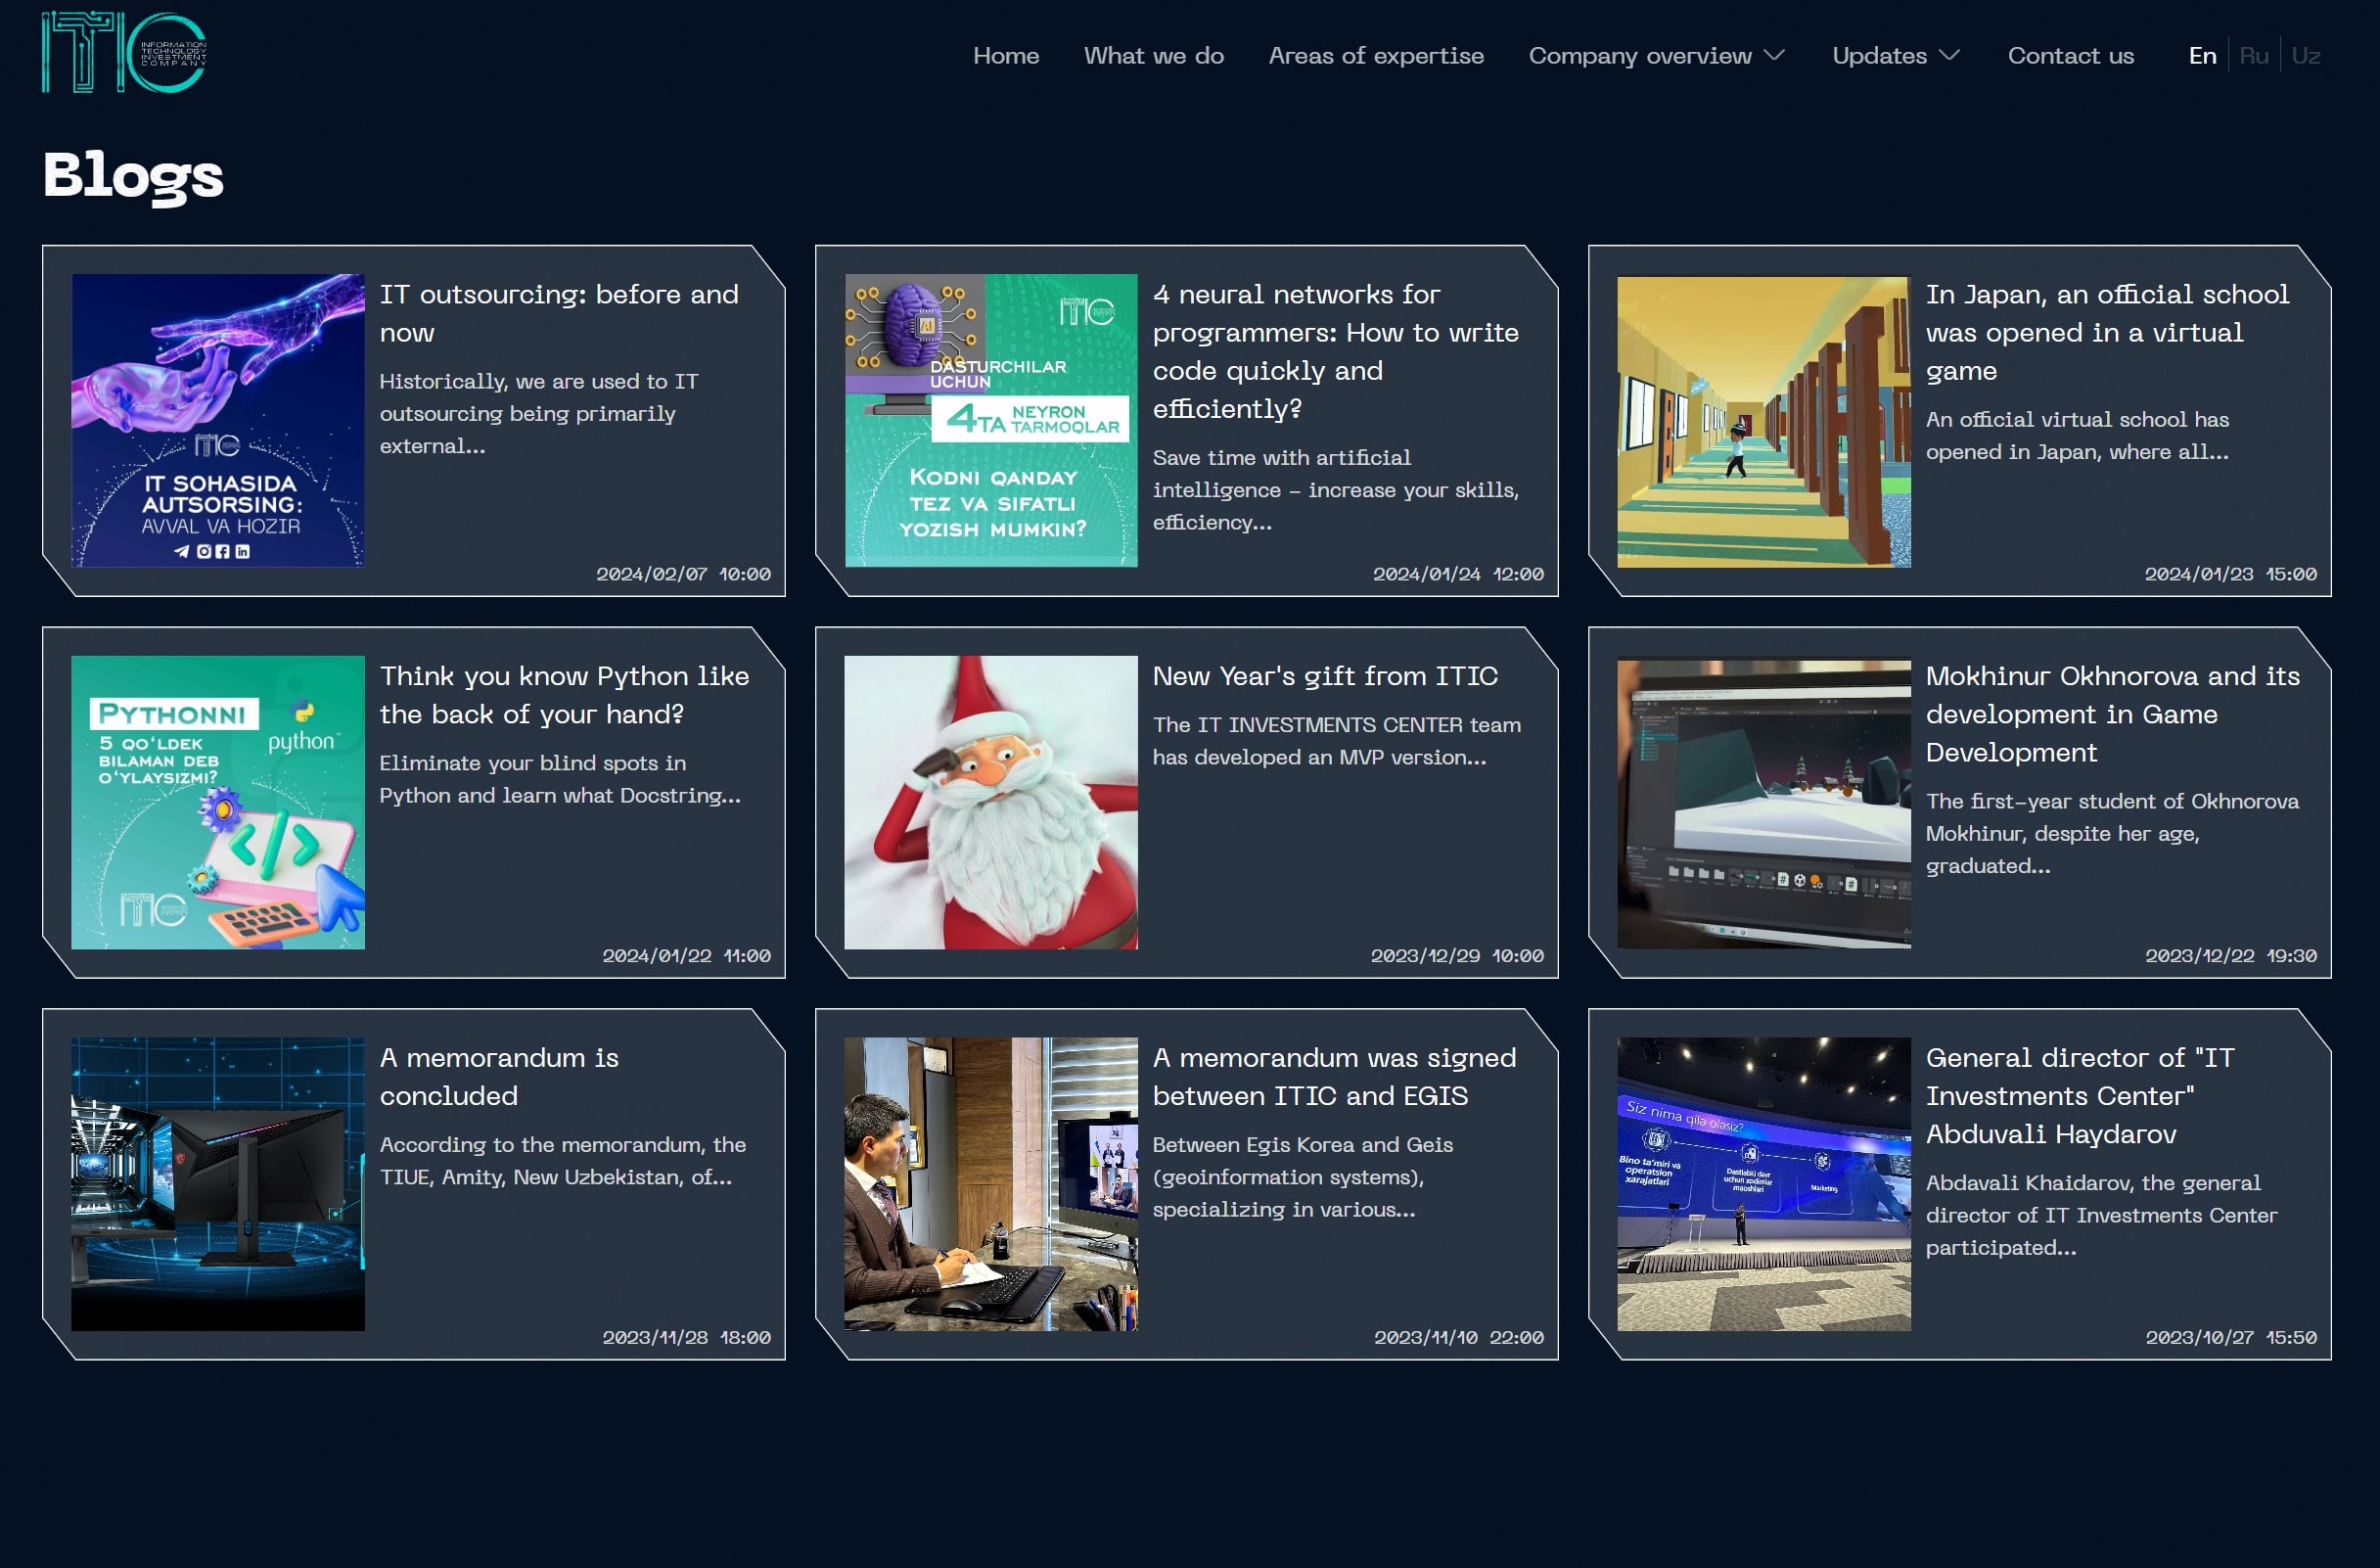 ITIC
INFORMATION
TECHNOLOGY
INVESTMENT
COMPANY
Home
What we do
Areas of expertise
Company overview
Updates
Contact us
En
Ru
Uz
Blogs
ITIC
IT SOHASIDA
AUTSORSING:
AVVAL VA HOZIR
IT outsourcing: before and
now
Historically, we are used to IT
outsourcing being primarily
external...
2024/02/07 10:00
AI
ITIC
DASTURCHILAR
UCHUN
4TA NEYRON
TARMOQLAR
KODNI QANDAY
TEZ VA SIFATLI
YOZISH MUMKIN?
4 neural networks for
programmers: How to write
code quickly and
efficiently?
Save time with artificial
intelligence – increase your skills,
efficiency...
2024/01/24 12:00
In Japan, an official school
was opened in a virtual
game
An official virtual school has
opened in Japan, where all...
2024/01/23 15:00
PYTHONNI
5 QO‘LDEK
BILAMAN DEB
O‘YLAYSIZMI?
python
ITIC
Think you know Python like
the back of your hand?
Eliminate your blind spots in
Python and learn what Docstring...
2024/01/22 11:00
New Year's gift from ITIC
The IT INVESTMENTS CENTER team
has developed an MVP version...
2023/12/29 10:00
Mokhinur Okhnorova and its
development in Game
Development
The first-year student of Okhnorova
Mokhinur, despite her age,
graduated...
2023/12/22 19:30
A memorandum is
concluded
According to the memorandum, the
TIUE, Amity, New Uzbekistan, of...
2023/11/28 18:00
A memorandum was signed
between ITIC and EGIS
Between Egis Korea and Geis
(geoinformation systems),
specializing in various...
2023/11/10 22:00
Siz nima qila olasiz?
Bino ta'miri va
operatsion
xarajatlari
Dastlabki davr
uchun xodimlar
maoshlari
Marketing
General director of "IT
Investments Center"
Abduvali Haydarov
Abdavali Khaidarov, the general
director of IT Investments Center
participated...
2023/10/27 15:50